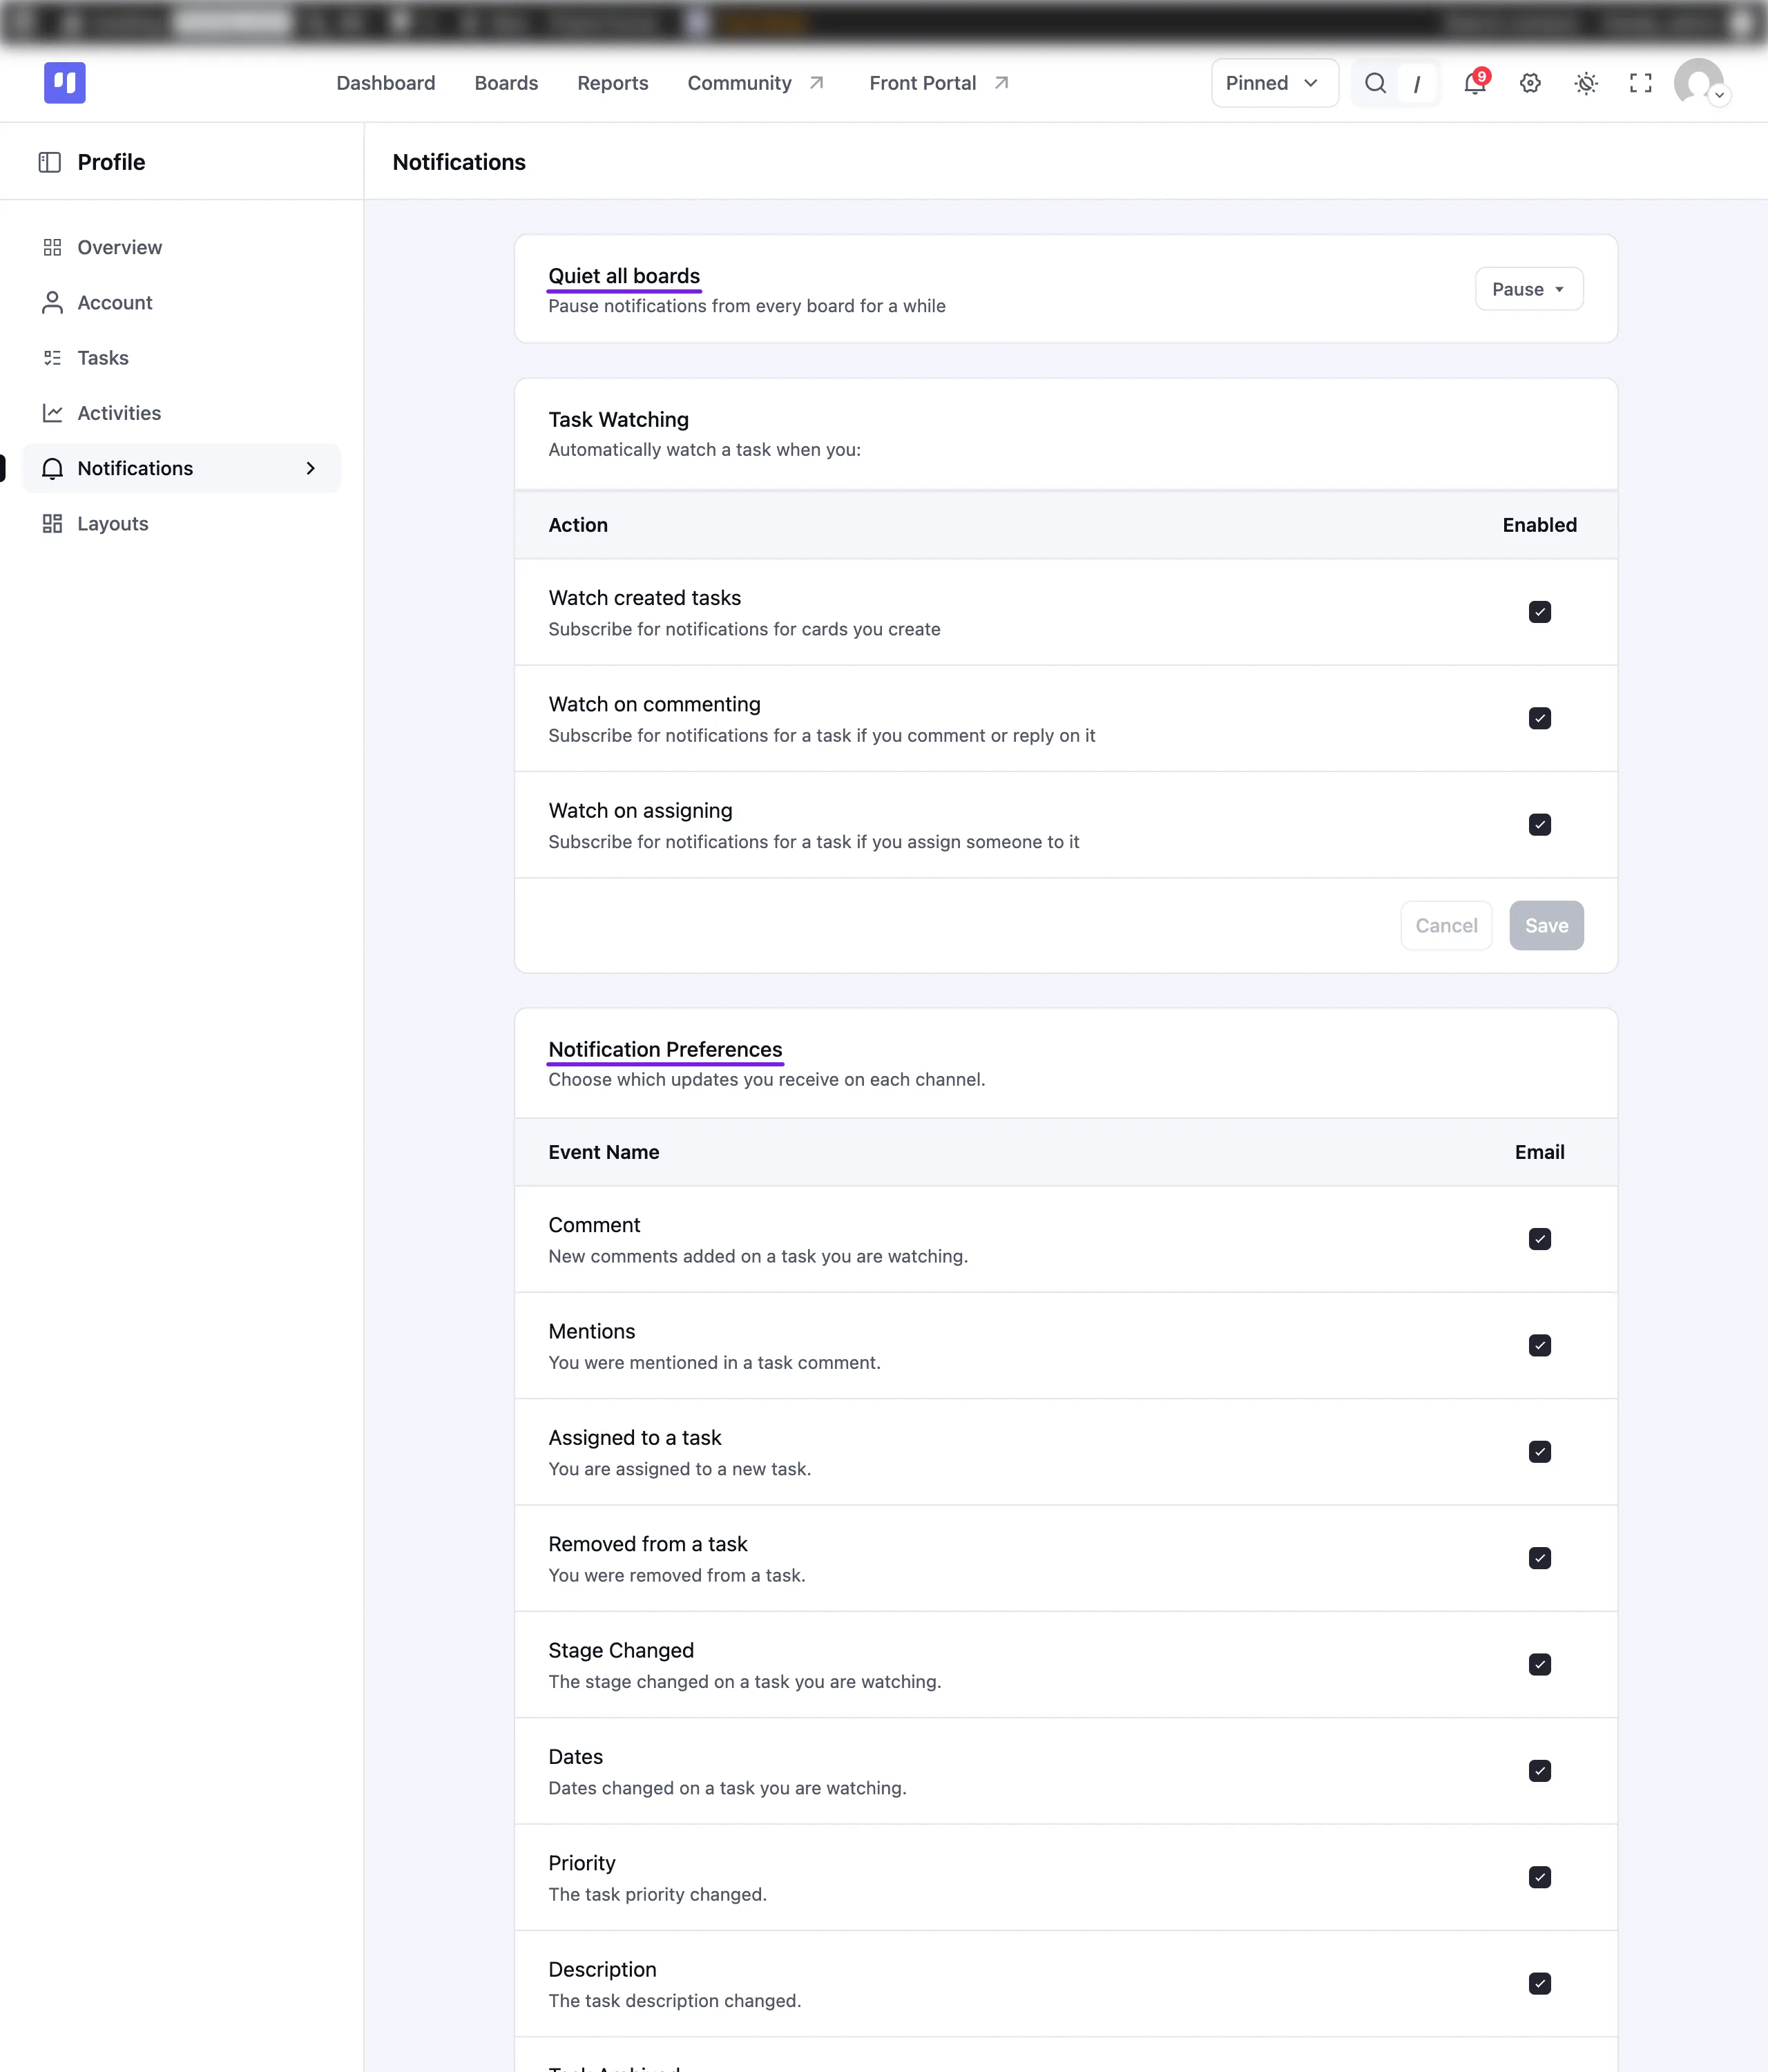 Dashboard
Boards
Reports
Community
Front Portal
Pinned
/
9
Profile
Notifications
Overview
Account
Tasks
Activities
Notifications
Layouts
Quiet all boards
Pause notifications from every board for a while
Pause
Task Watching
Automatically watch a task when you:
Action
Enabled
Watch created tasks
Subscribe for notifications for cards you create
Watch on commenting
Subscribe for notifications for a task if you comment or reply on it
Watch on assigning
Subscribe for notifications for a task if you assign someone to it
Cancel
Save
Notification Preferences
Choose which updates you receive on each channel.
Event Name
Email
Comment
New comments added on a task you are watching.
Mentions
You were mentioned in a task comment.
Assigned to a task
You are assigned to a new task.
Removed from a task
You were removed from a task.
Stage Changed
The stage changed on a task you are watching.
Dates
Dates changed on a task you are watching.
Priority
The task priority changed.
Description
The task description changed.